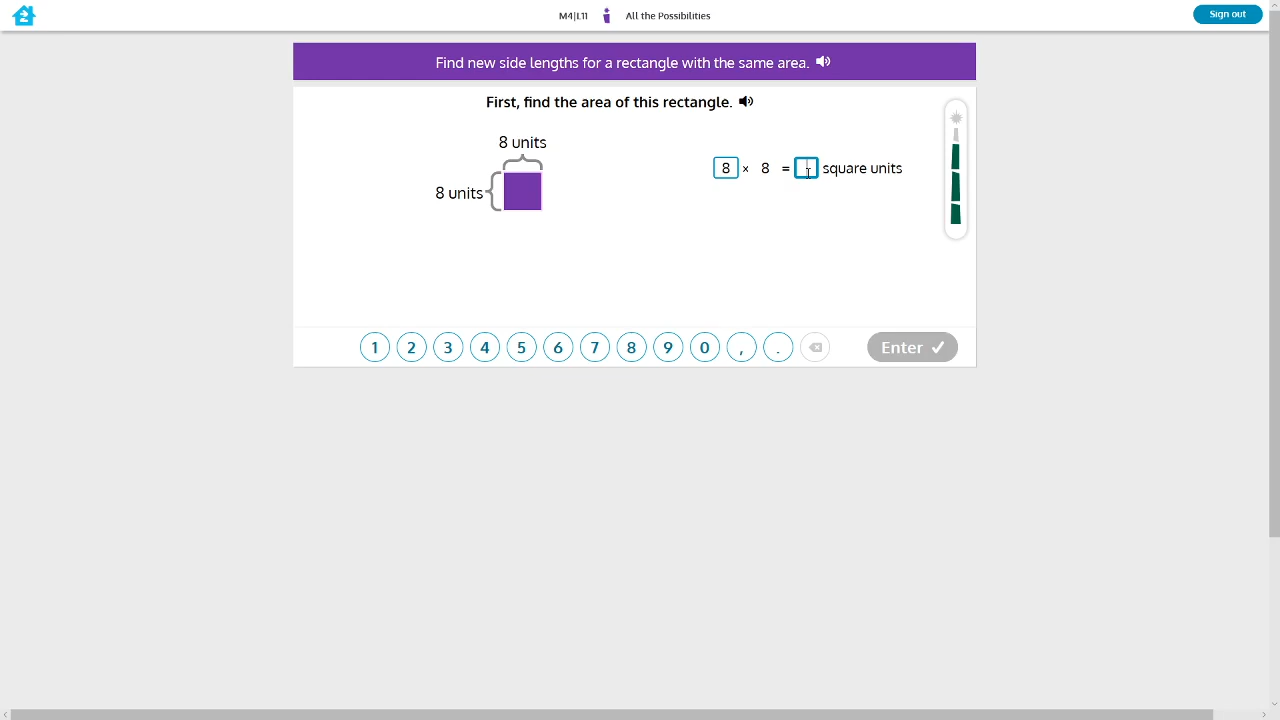 M4|L11 All the Possibilities
Sign out
Find new side lengths for a rectangle with the same area.
First, find the area of this rectangle.
8 units
8 units
8 × 8 = square units
1 2 3 4 5 6 7 8 9 0 , .
Enter ✓